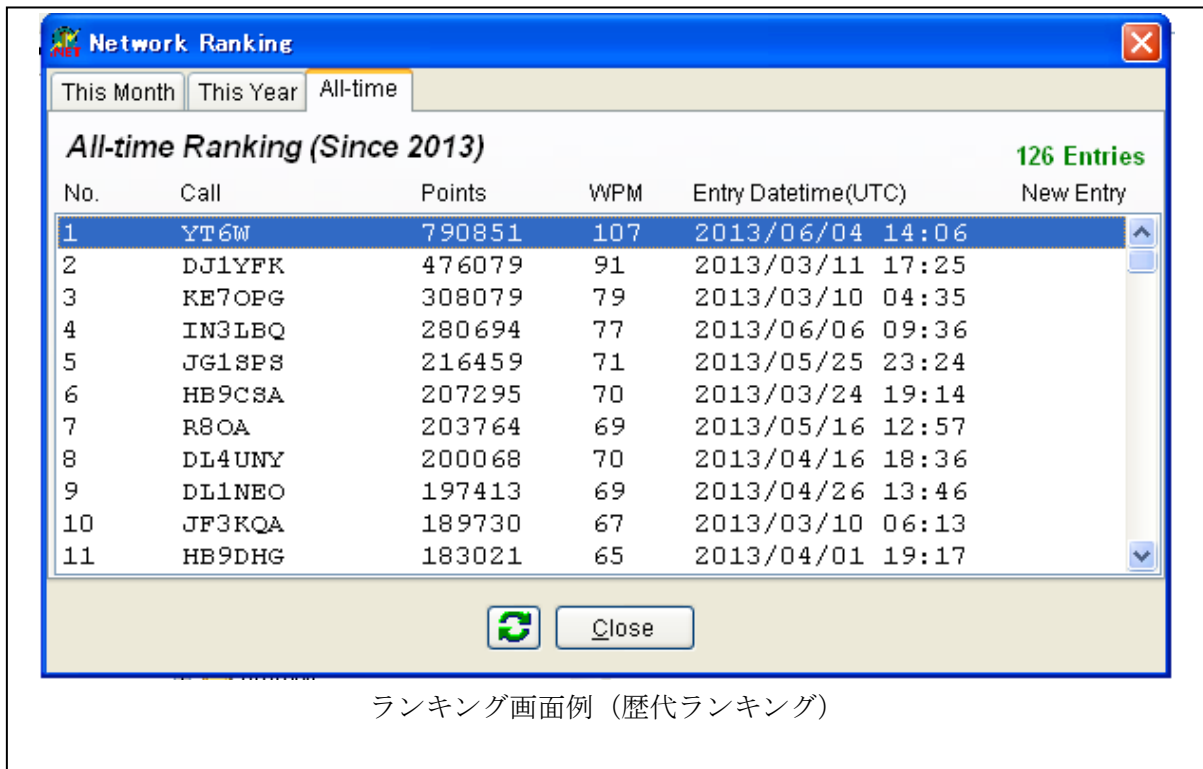 Network Ranking
This Month This Year All-time
All-time Ranking (Since 2013)
126 Entries
No. Call Points WPM Entry Datetime(UTC) New Entry
1 YT6W 790851 107 2013/06/04 14:06
2 DJ1YFK 476079 91 2013/03/11 17:25
3 KE7OPG 308079 79 2013/03/10 04:35
4 IN3LBQ 280694 77 2013/06/06 09:36
5 JG1SPS 216459 71 2013/05/25 23:24
6 HB9CSA 207295 70 2013/03/24 19:14
7 R8OA 203764 69 2013/05/16 12:57
8 DL4UNY 200068 70 2013/04/16 18:36
9 DL1NEO 197413 69 2013/04/26 13:46
10 JF3KQA 189730 67 2013/03/10 06:13
11 HB9DHG 183021 65 2013/04/01 19:17
Close
ランキング画面例（歴代ランキング）